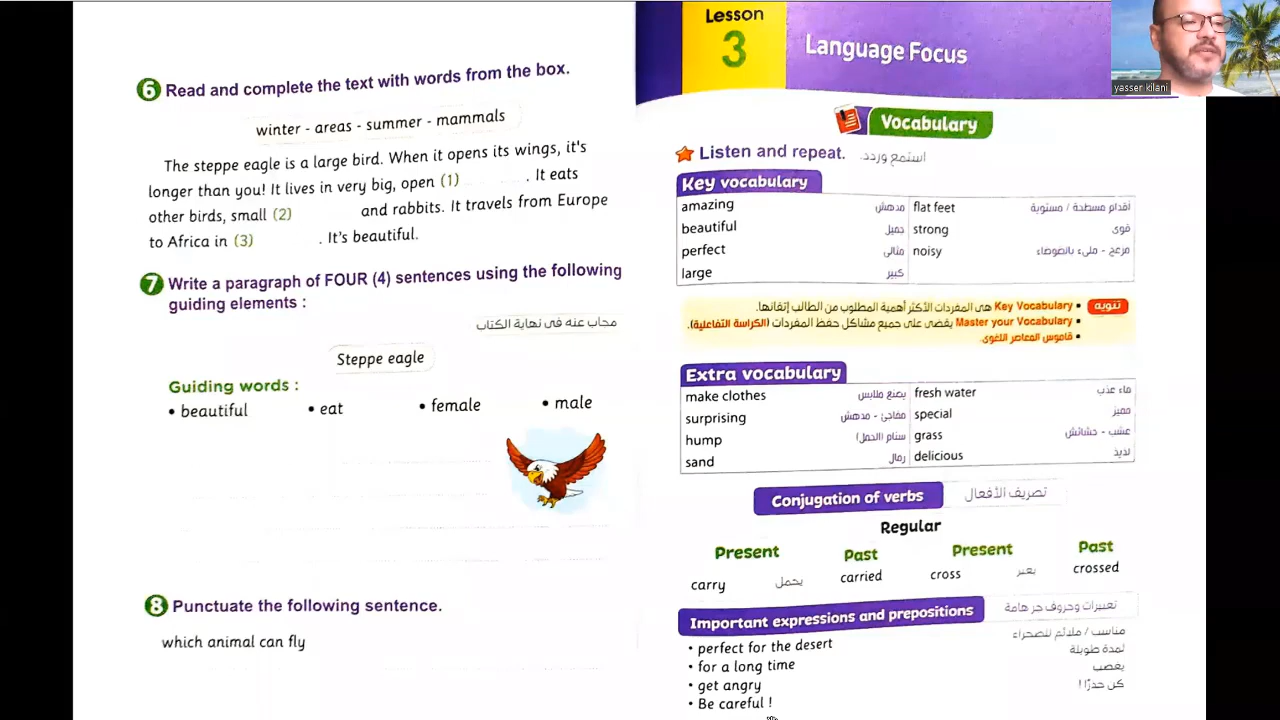 6 Read and complete the text with words from the box.
winter - areas - summer - mammals
The steppe eagle is a large bird. When it opens its wings, it's
longer than you! It lives in very big, open (1) . It eats
other birds, small (2) and rabbits. It travels from Europe
to Africa in (3) . It's beautiful.
7 Write a paragraph of FOUR (4) sentences using the following
guiding elements :
مجاب عنه فى نهاية الكتاب
Steppe eagle
Guiding words :
• beautiful • eat • female • male
8 Punctuate the following sentence.
which animal can fly
Lesson
3
Language Focus
yasser kilani
Vocabulary
Listen and repeat. استمع وردد.
Key vocabulary
amazing مدهش flat feet أقدام مسطحة / مستوية
beautiful جميل strong قوى
perfect مثالى noisy مزعج - ملىء بالضوضاء
large كبير
تنويه
• Key Vocabulary هى المفردات الأكثر أهمية المطلوب من الطالب إتقانها.
• Master your Vocabulary يقضى على جميع مشاكل حفظ المفردات (الكراسة التفاعلية).
• قاموس المعاصر اللغوى.
Extra vocabulary
make clothes يصنع ملابس fresh water ماء عذب
surprising مفاجئ - مدهش special مميز
hump سنام (الجمل) grass عشب - حشائش
sand رمال delicious لذيذ
Conjugation of verbs تصريف الأفعال
Regular
Present Past Present Past
carry يحمل carried cross يعبر crossed
Important expressions and prepositions تعبيرات وحروف جر هامة
• perfect for the desert مناسب / ملائم للصحراء
• for a long time لمدة طويلة
• get angry يغضب
• Be careful ! كن حذرًا !